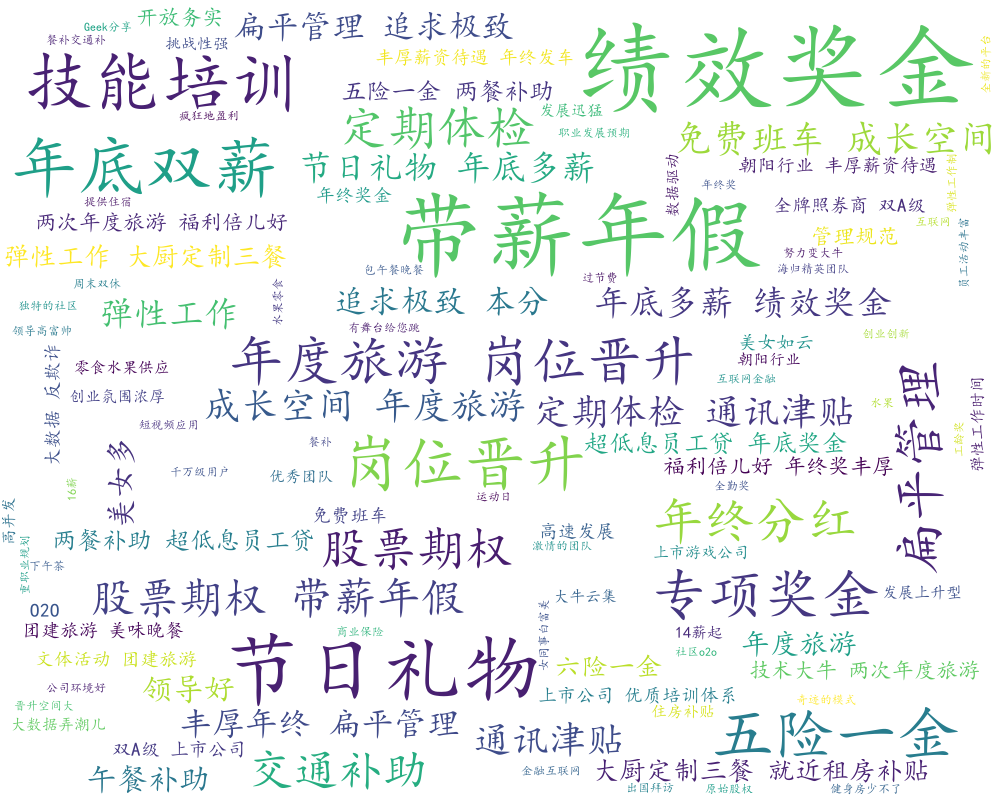 Geek分享
开放务实
扁平管理 追求极致
餐补交通补
挑战性强
丰厚薪资待遇 年终发车
绩效奖金
全新的平台
技能培训
五险一金 两餐补助
疯狂地盈利
定期体检
发展迅猛
职业发展预期
免费班车 成长空间
年底双薪
节日礼物 年底多薪
数据驱动
朝阳行业 丰厚薪资待遇
弹性工作制
年终奖金
年终奖
提供住宿
两次年度旅游 福利倍儿好
带薪年假
全牌照券商 双A级
互联网
管理规范
员工活动丰富
弹性工作 大厨定制三餐
努力变大牛
海归精英团队
包午餐晚餐
过节费
周末双休
水果零食
独特的社区
弹性工作
追求极致 本分
年底多薪 绩效奖金
领导高富帅
有舞台给您跳
美女如云
创业创新
年度旅游 岗位晋升
朝阳行业
大数据 反欺诈
零食水果供应
互联网金融
扁平管理
弹性工作时间
创业氛围浓厚
成长空间 年度旅游
定期体检 通讯津贴
水果
短视频应用
餐补
超低息员工贷 年底奖金
工龄奖
美女多
岗位晋升
千万级用户
优秀团队
福利倍儿好 年终奖丰厚
16薪
运动日
全勤奖
高并发
免费班车
年终分红
两餐补助 超低息员工贷
股票期权
高速发展
激情的团队
上市游戏公司
重职业规划
下午茶
股票期权 带薪年假
大牛云集
专项奖金
发展上升型
O2O
女同事白富美
团建旅游 美味晚餐
商业保险
14薪起
年度旅游
社区o2o
文体活动 团建旅游
节日礼物
六险一金
技术大牛 两次年度旅游
公司环境好
领导好
上市公司 优质培训体系
奇迹的模式
晋升空间大
住房补贴
大数据弄潮儿
丰厚年终 扁平管理
通讯津贴
五险一金
双A级 上市公司
午餐补助
交通补助
金融互联网
大厨定制三餐 就近租房补贴
出国拜访
原始股权
健身房少不了